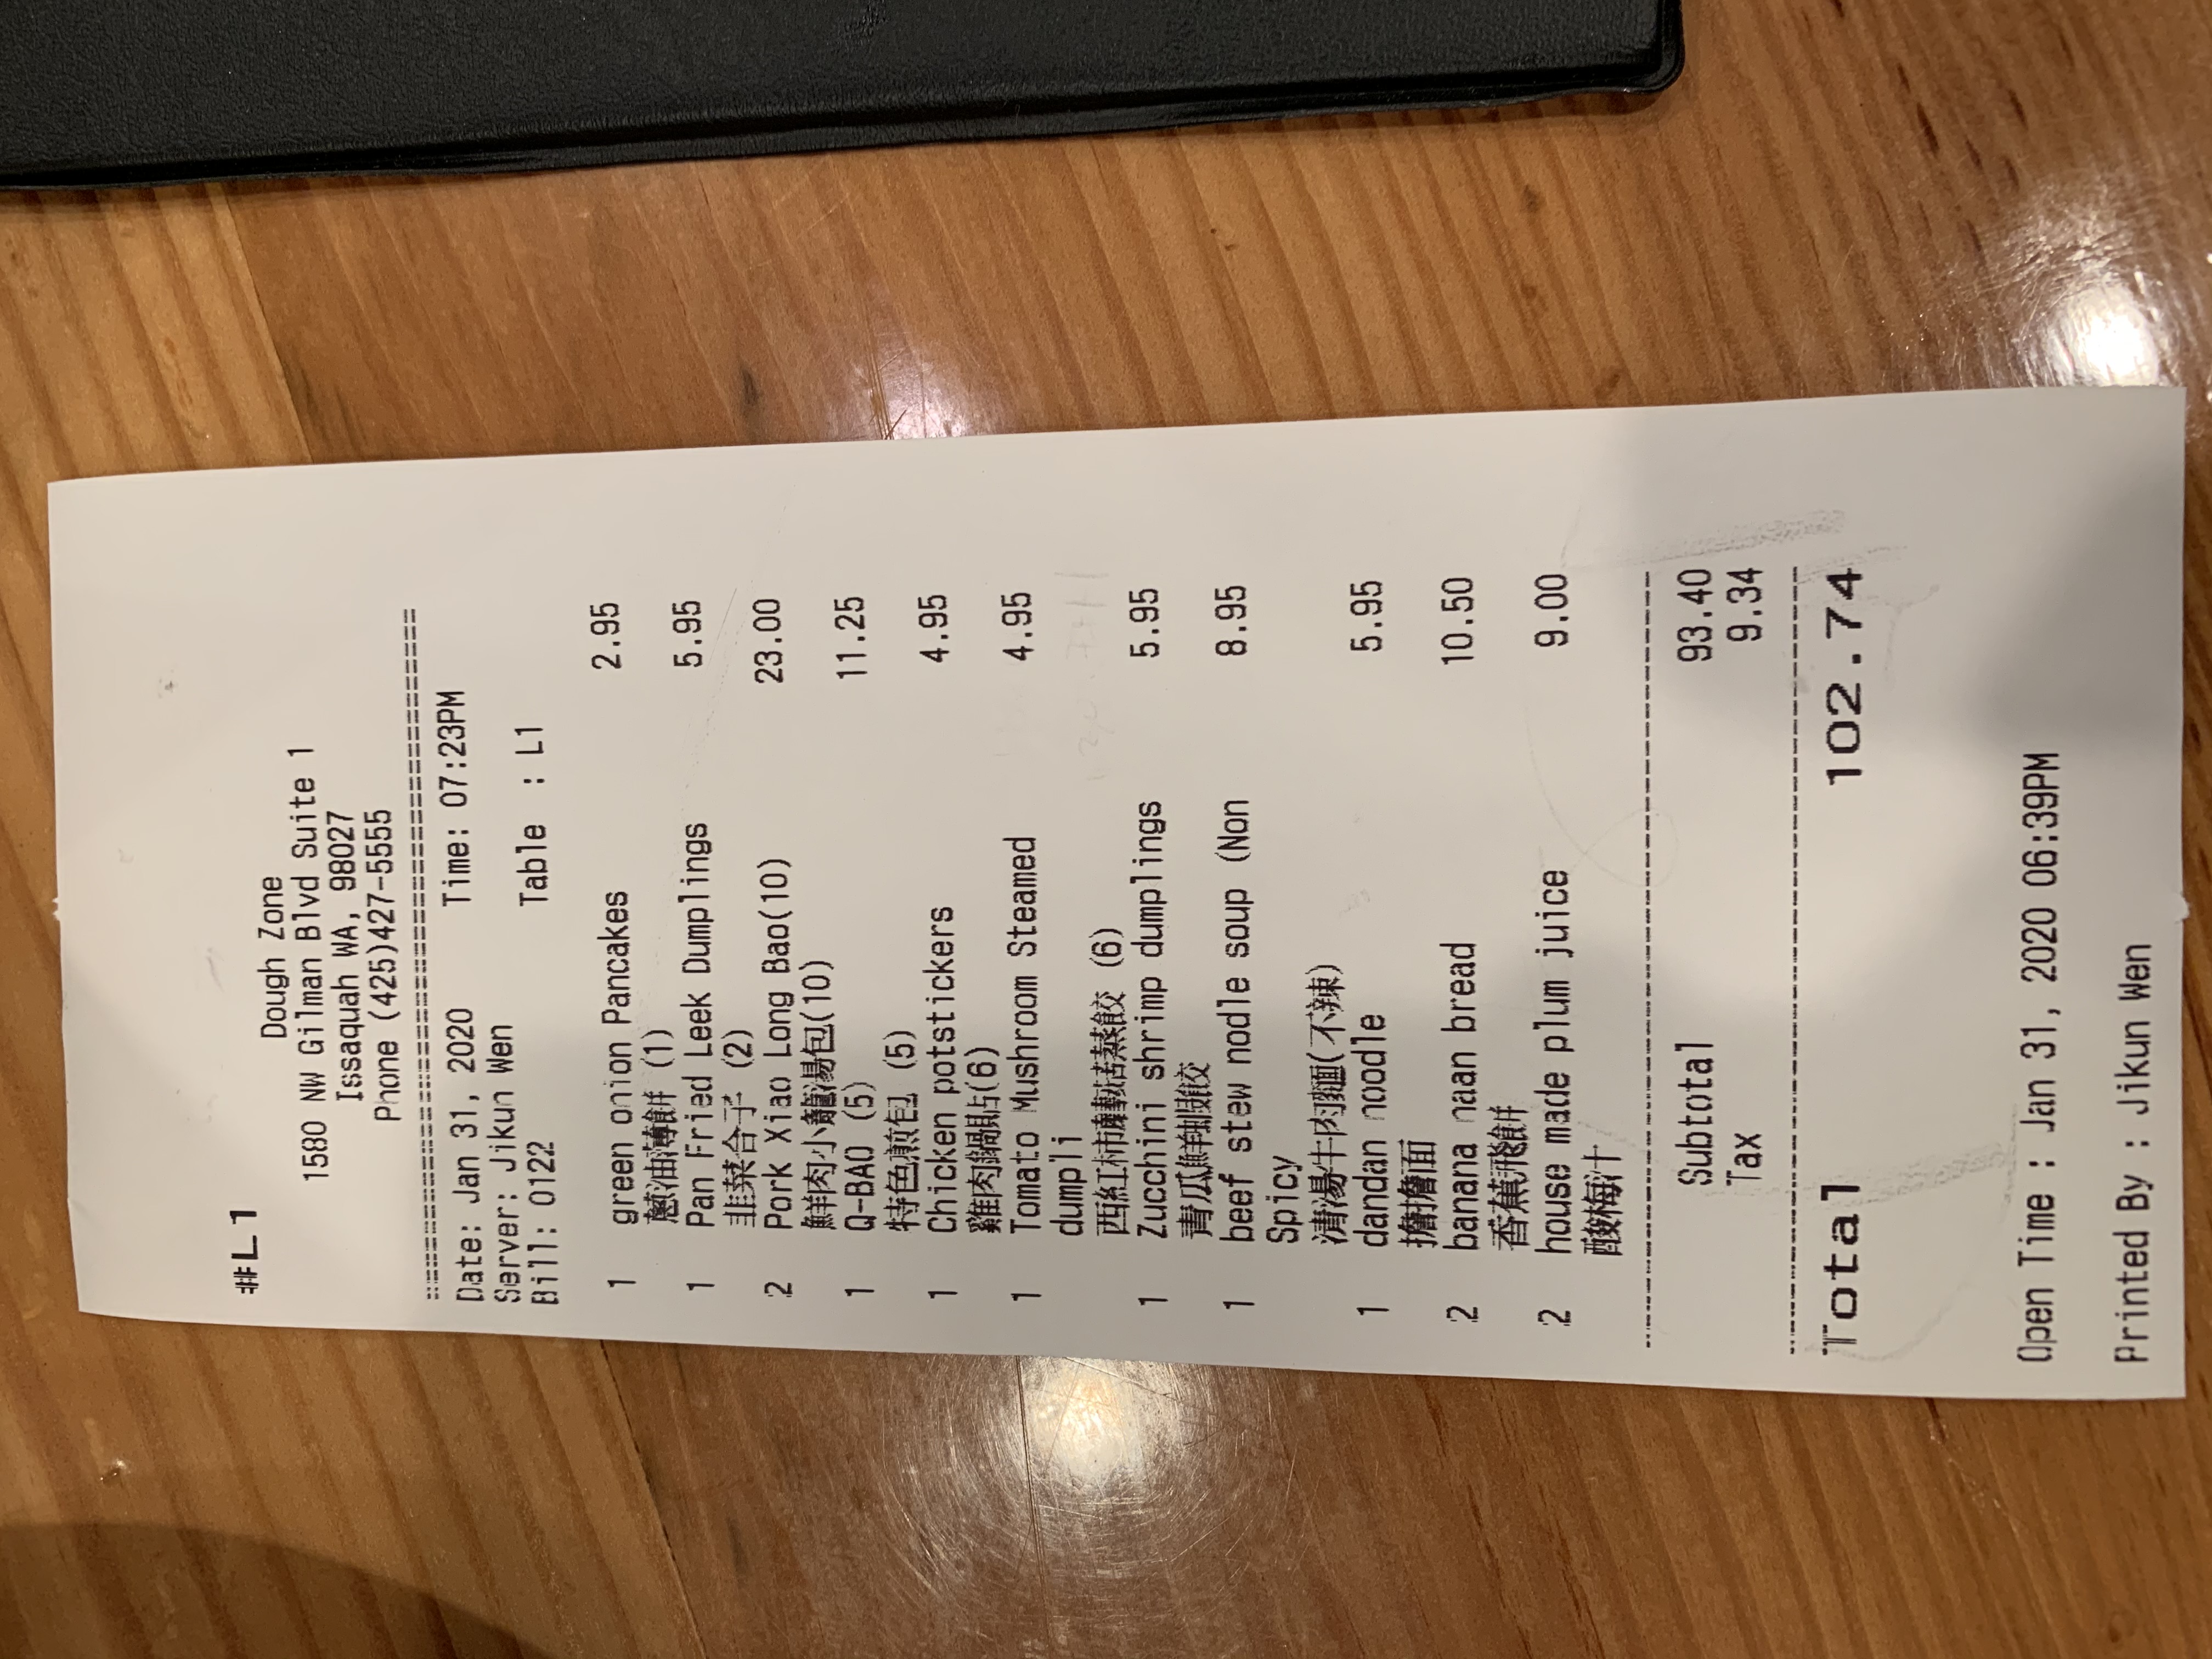 #L1
Dough Zone
1580 NW Gilman Blvd Suite 1
Issaquah WA, 98027
Phone (425)427-5555
Date: Jan 31, 2020 Time: 07:23PM
Server: Jikun Wen
Bill: 0122 Table : L1
1 green onion Pancakes 2.95
蔥油薄餅 (1)
1 Pan Fried Leek Dumplings 5.95
韭菜合子 (2)
2 Pork Xiao Long Bao(10) 23.00
鮮肉小籠湯包(10)
1 Q-BAO (5) 11.25
特色煎包 (5)
1 Chicken potstickers 4.95
雞肉鍋貼(6)
1 Tomato Mushroom Steamed 4.95
dumpli
西紅柿蘑菇蒸餃 (6)
1 Zucchini shrimp dumplings 5.95
青瓜鮮蝦餃
1 beef stew nodle soup (Non 8.95
Spicy
清湯牛肉麵(不辣)
1 dandan noodle 5.95
擔擔面
2 banana naan bread 10.50
香蕉飛餅
2 house made plum juice 9.00
酸梅汁
Subtotal 93.40
Tax 9.34
Total 102.74
Open Time : Jan 31, 2020 06:39PM
Printed By : Jikun Wen